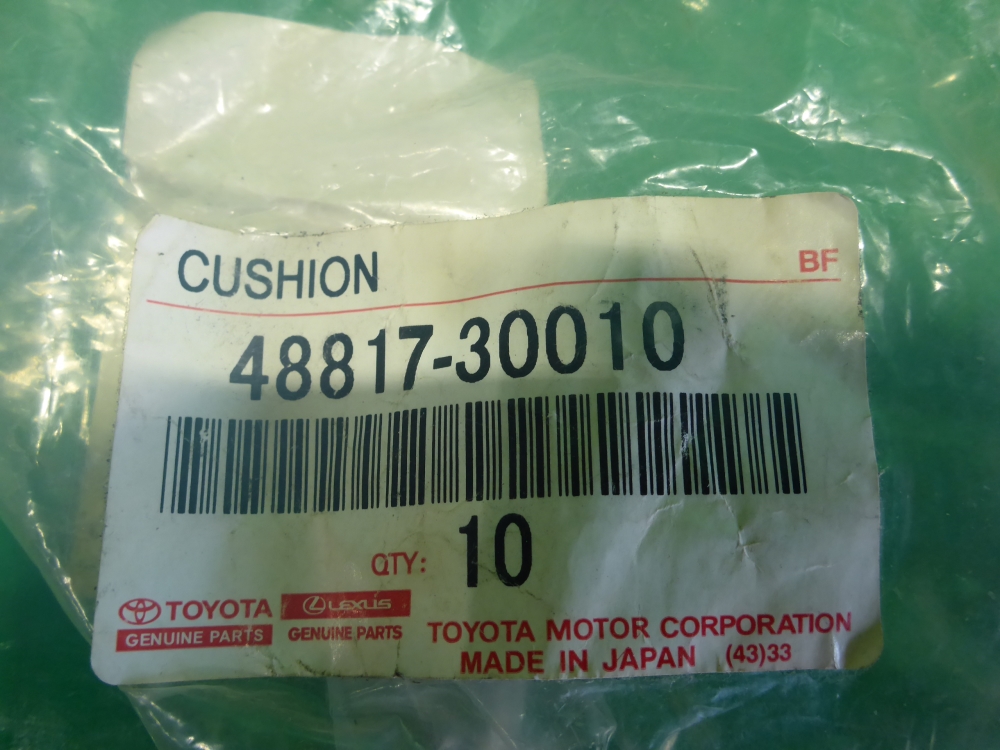 CUSHION
BF
48817-30010
QTY: 10
TOYOTA
GENUINE PARTS
LEXUS
GENUINE PARTS
TOYOTA MOTOR CORPORATION
MADE IN JAPAN (43)33